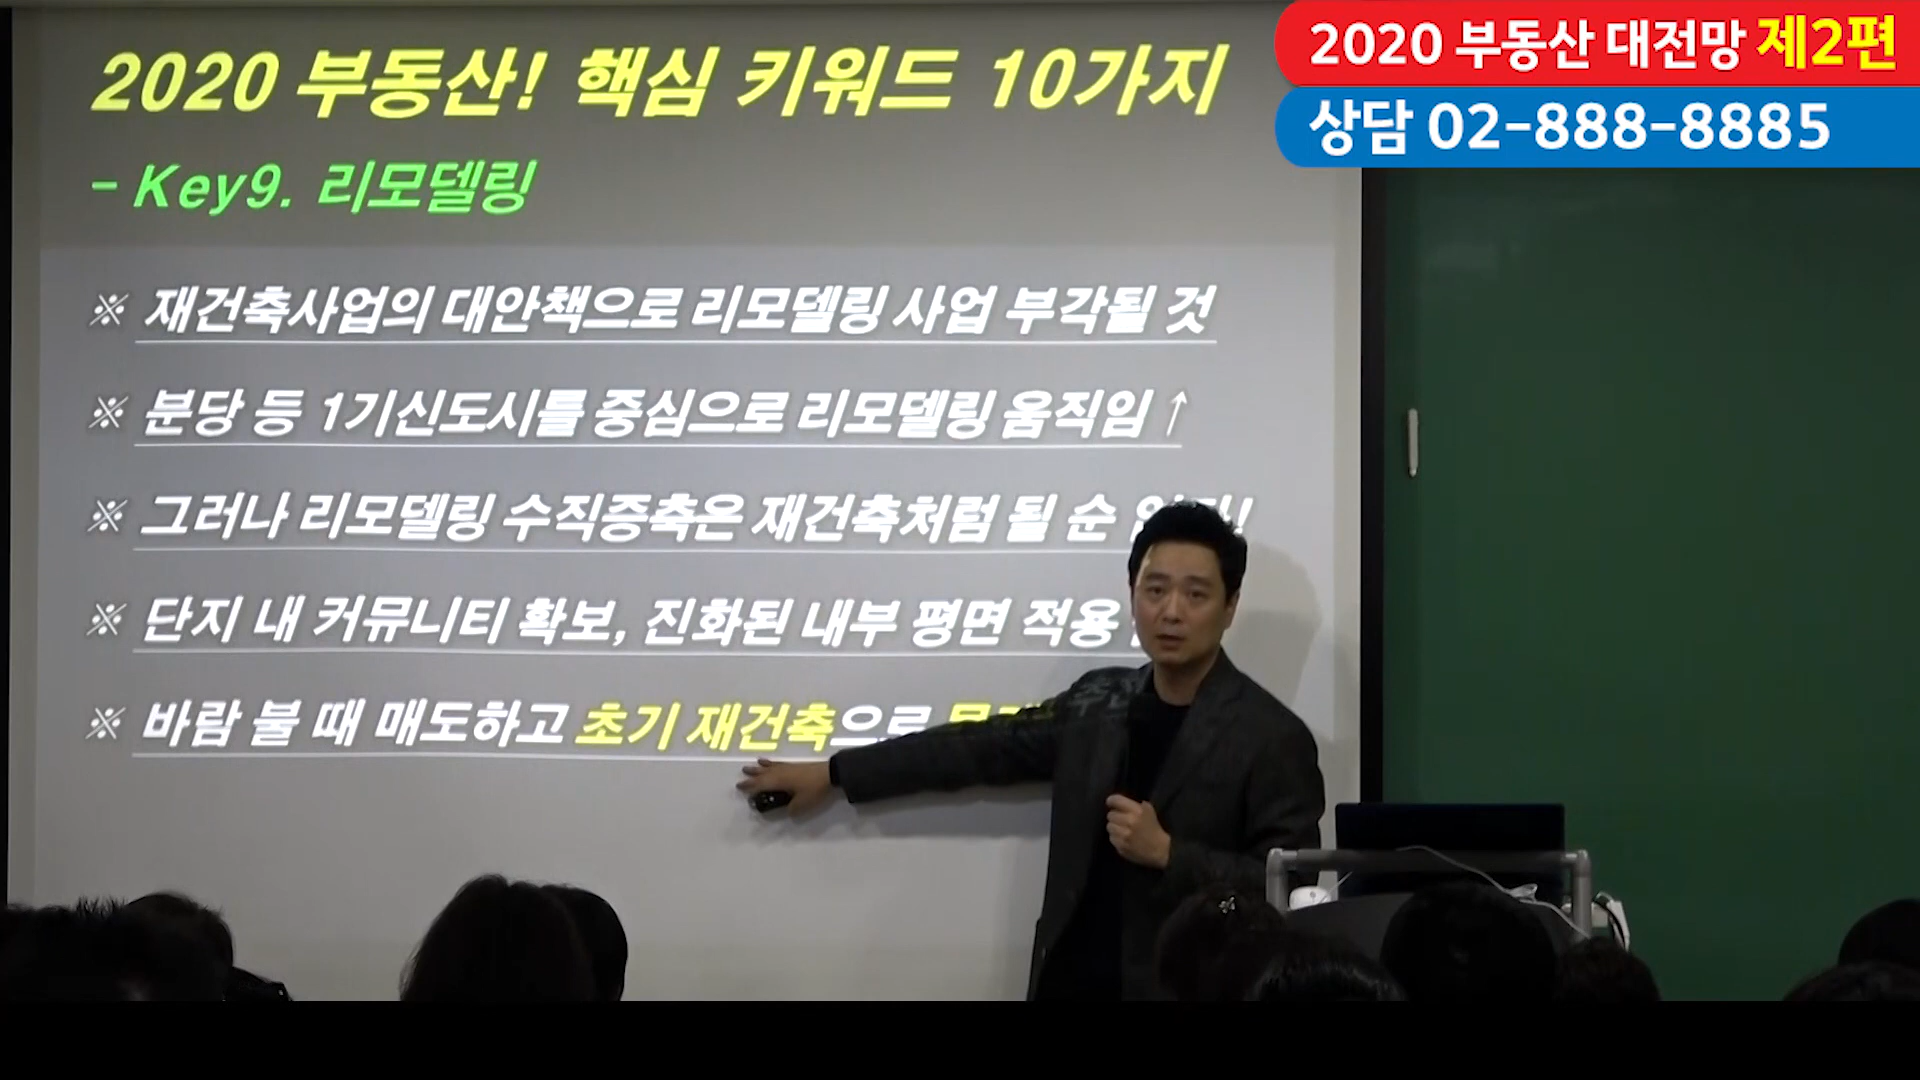 2020 부동산! 핵심 키워드 10가지
- Key9. 리모델링
※ 재건축사업의 대안책으로 리모델링 사업 부각될 것
※ 분당 등 1기신도시를 중심으로 리모델링 움직임↑
※ 그러나 리모델링 수직증축은 재건축처럼 될 순
※ 단지 내 커뮤니티 확보, 진화된 내부 평면 적용
※ 바람 불 때 매도하고 초기 재건축으로
2020 부동산 대전망 제2편
상담 02-888-8885